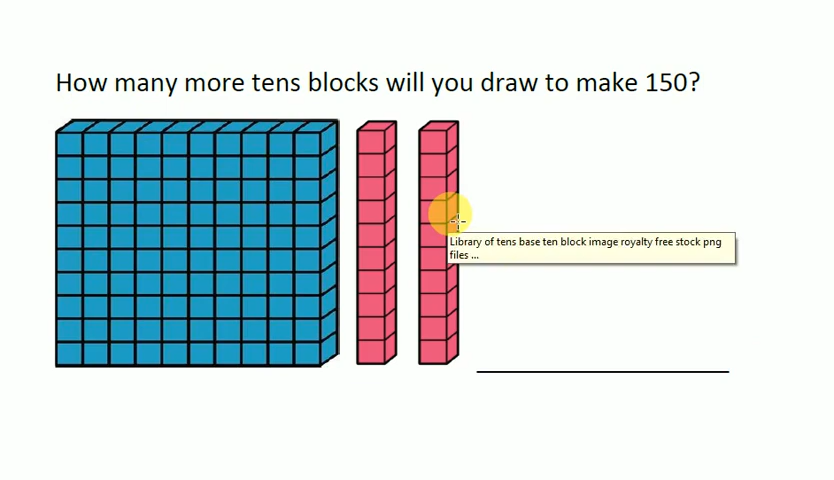 How many more tens blocks will you draw to make 150?
Library of tens base ten block image royalty free stock png
files ...